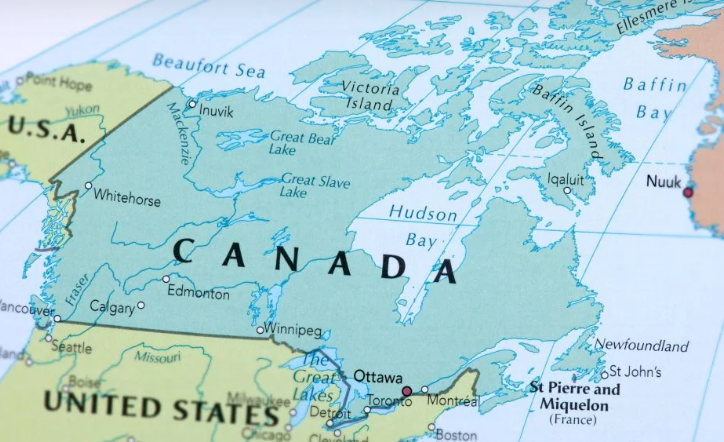 Ellesmere I
Beaufort Sea
Point Hope
Victoria
Island
Baffin
Bay
Baffin Island
Yukon
Inuvik
U.S.A.
Mackenzie
Great Bear
Lake
Great Slave
Lake
Iqaluit
Nuuk
Whitehorse
Hudson
Bay
CANADA
Fraser
Edmonton
Calgary
ancouver
Winnipeg
Seattle
Newfoundland
Missouri
The
Great
Lakes
St John's
Ottawa
Boise
St Pierre and
Miquelon
(France)
Milwaukee
Toronto
Montréal
UNITED STATES
Detroit
Chicago
Cleveland
Boston